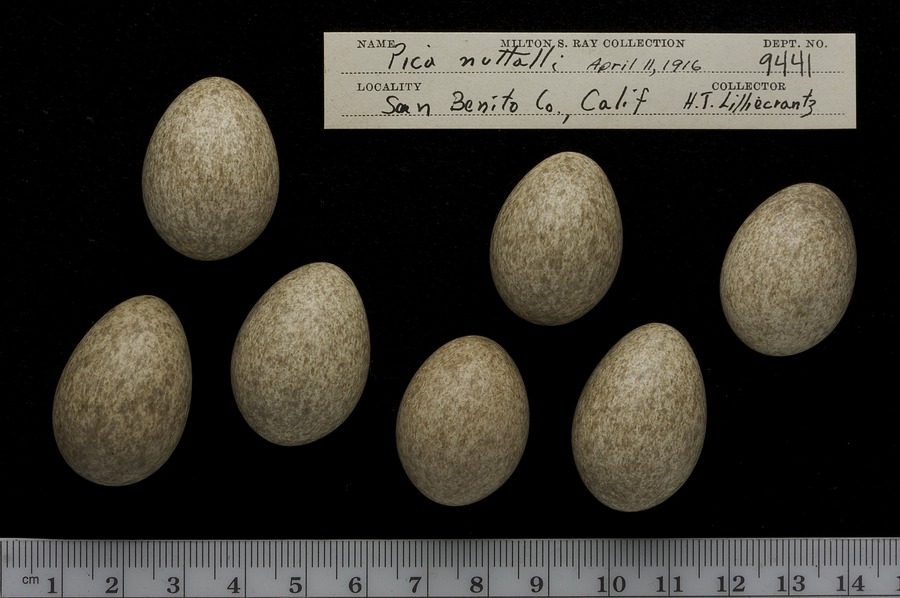 NAME MILTON S. RAY COLLECTION DEPT. NO.
Pica nuttalli April 11, 1916 9441
LOCALITY COLLECTOR
San Benito Co., Calif H.T. Lilliecrantz
cm 1 2 3 4 5 6 7 8 9 10 11 12 13 14